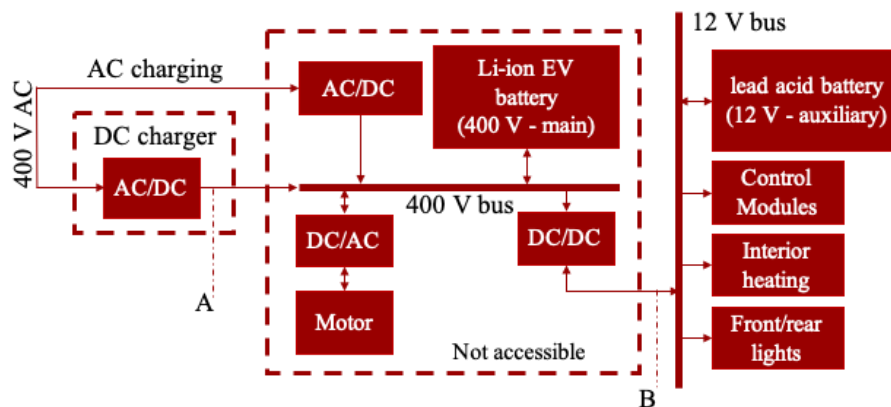 12 V bus
AC charging
400 V AC
DC charger
AC/DC
AC/DC
Li-ion EV
battery
(400 V - main)
lead acid battery
(12 V - auxiliary)
400 V bus
Control
Modules
DC/AC
DC/DC
Interior
heating
A
Motor
Front/rear
lights
Not accessible
B